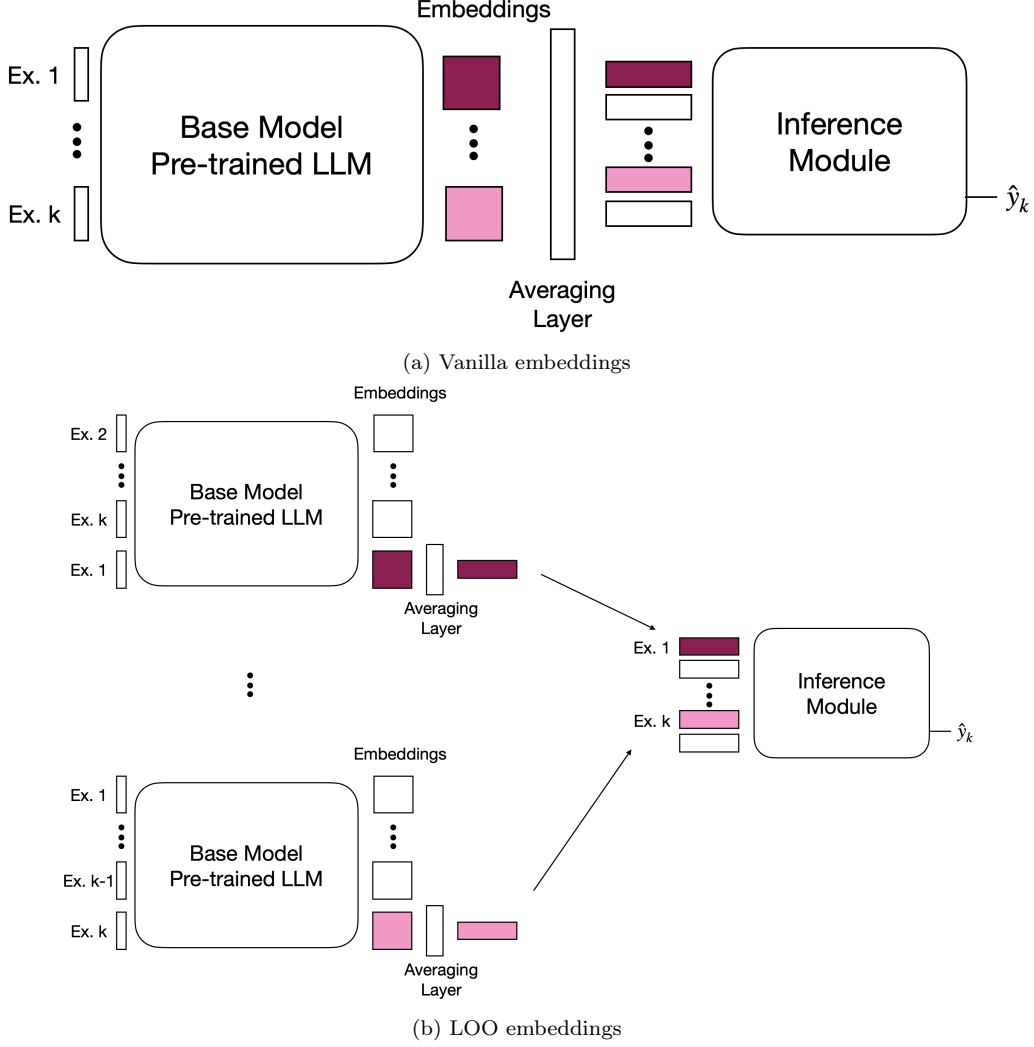 Embeddings
Ex. 1
Base Model
Pre-trained LLM
Inference
Module
Ex. k
ŷₖ
Averaging
Layer
(a) Vanilla embeddings
Embeddings
Ex. 2
Base Model
Pre-trained LLM
Ex. k
Ex. 1
Averaging
Layer
Ex. 1
Inference
Module
Ex. k
ŷₖ
Embeddings
Ex. 1
Base Model
Pre-trained LLM
Ex. k-1
Ex. k
Averaging
Layer
(b) LOO embeddings